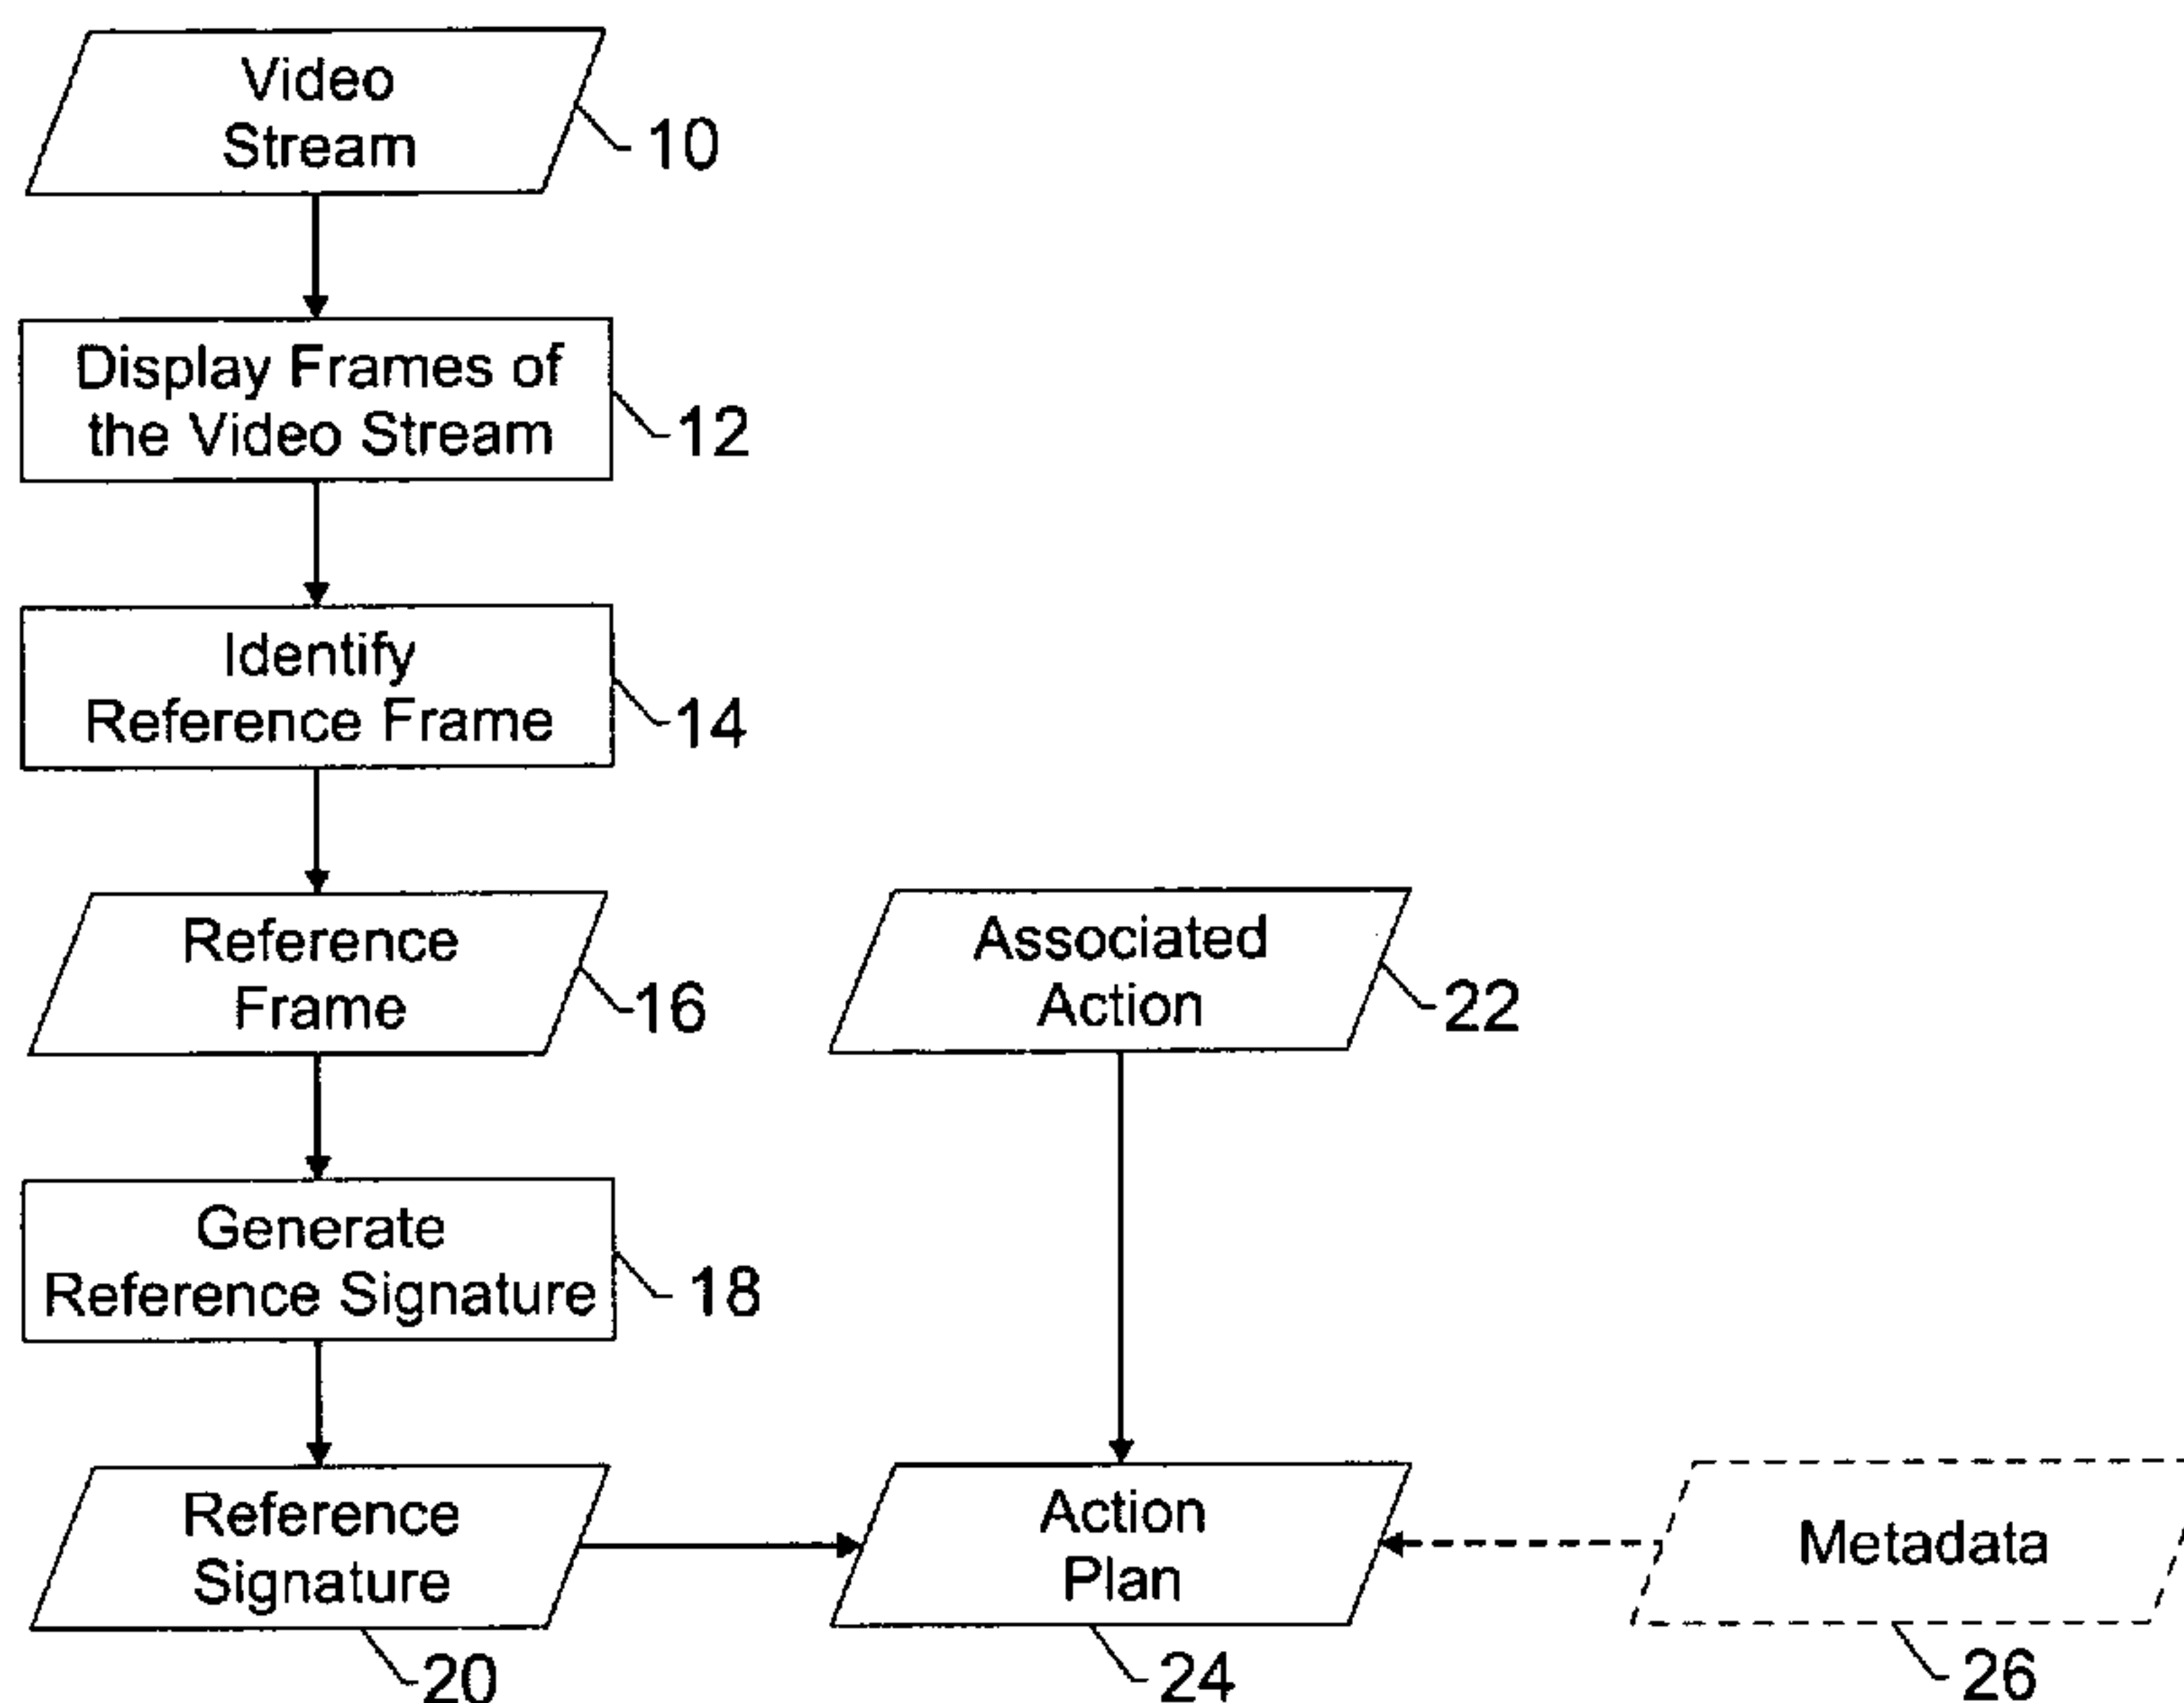 Video
Stream
10
Display Frames of
the Video Stream
12
Identify
Reference Frame
14
Reference
Frame
16
Associated
Action
22
Generate
Reference Signature
18
Reference
Signature
20
Action
Plan
24
Metadata
26